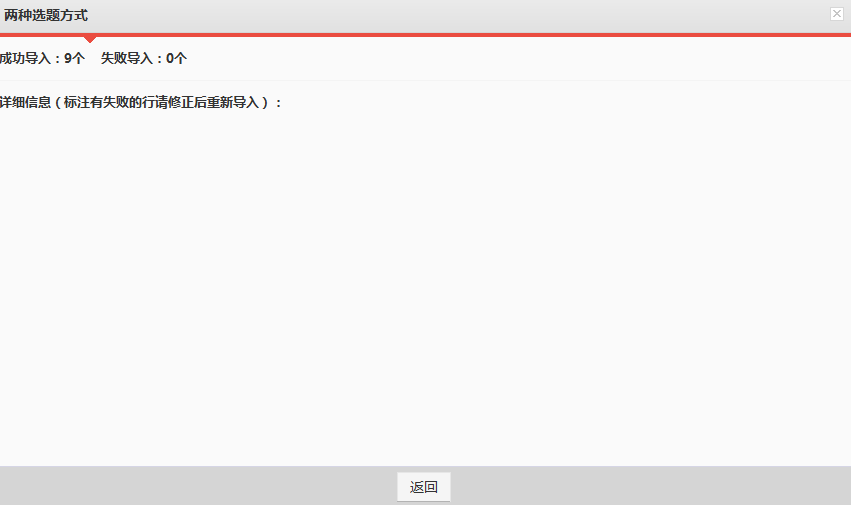 两种选题方式
成功导入：9个 失败导入：0个
详细信息（标注有失败的行请修正后重新导入）：
返回